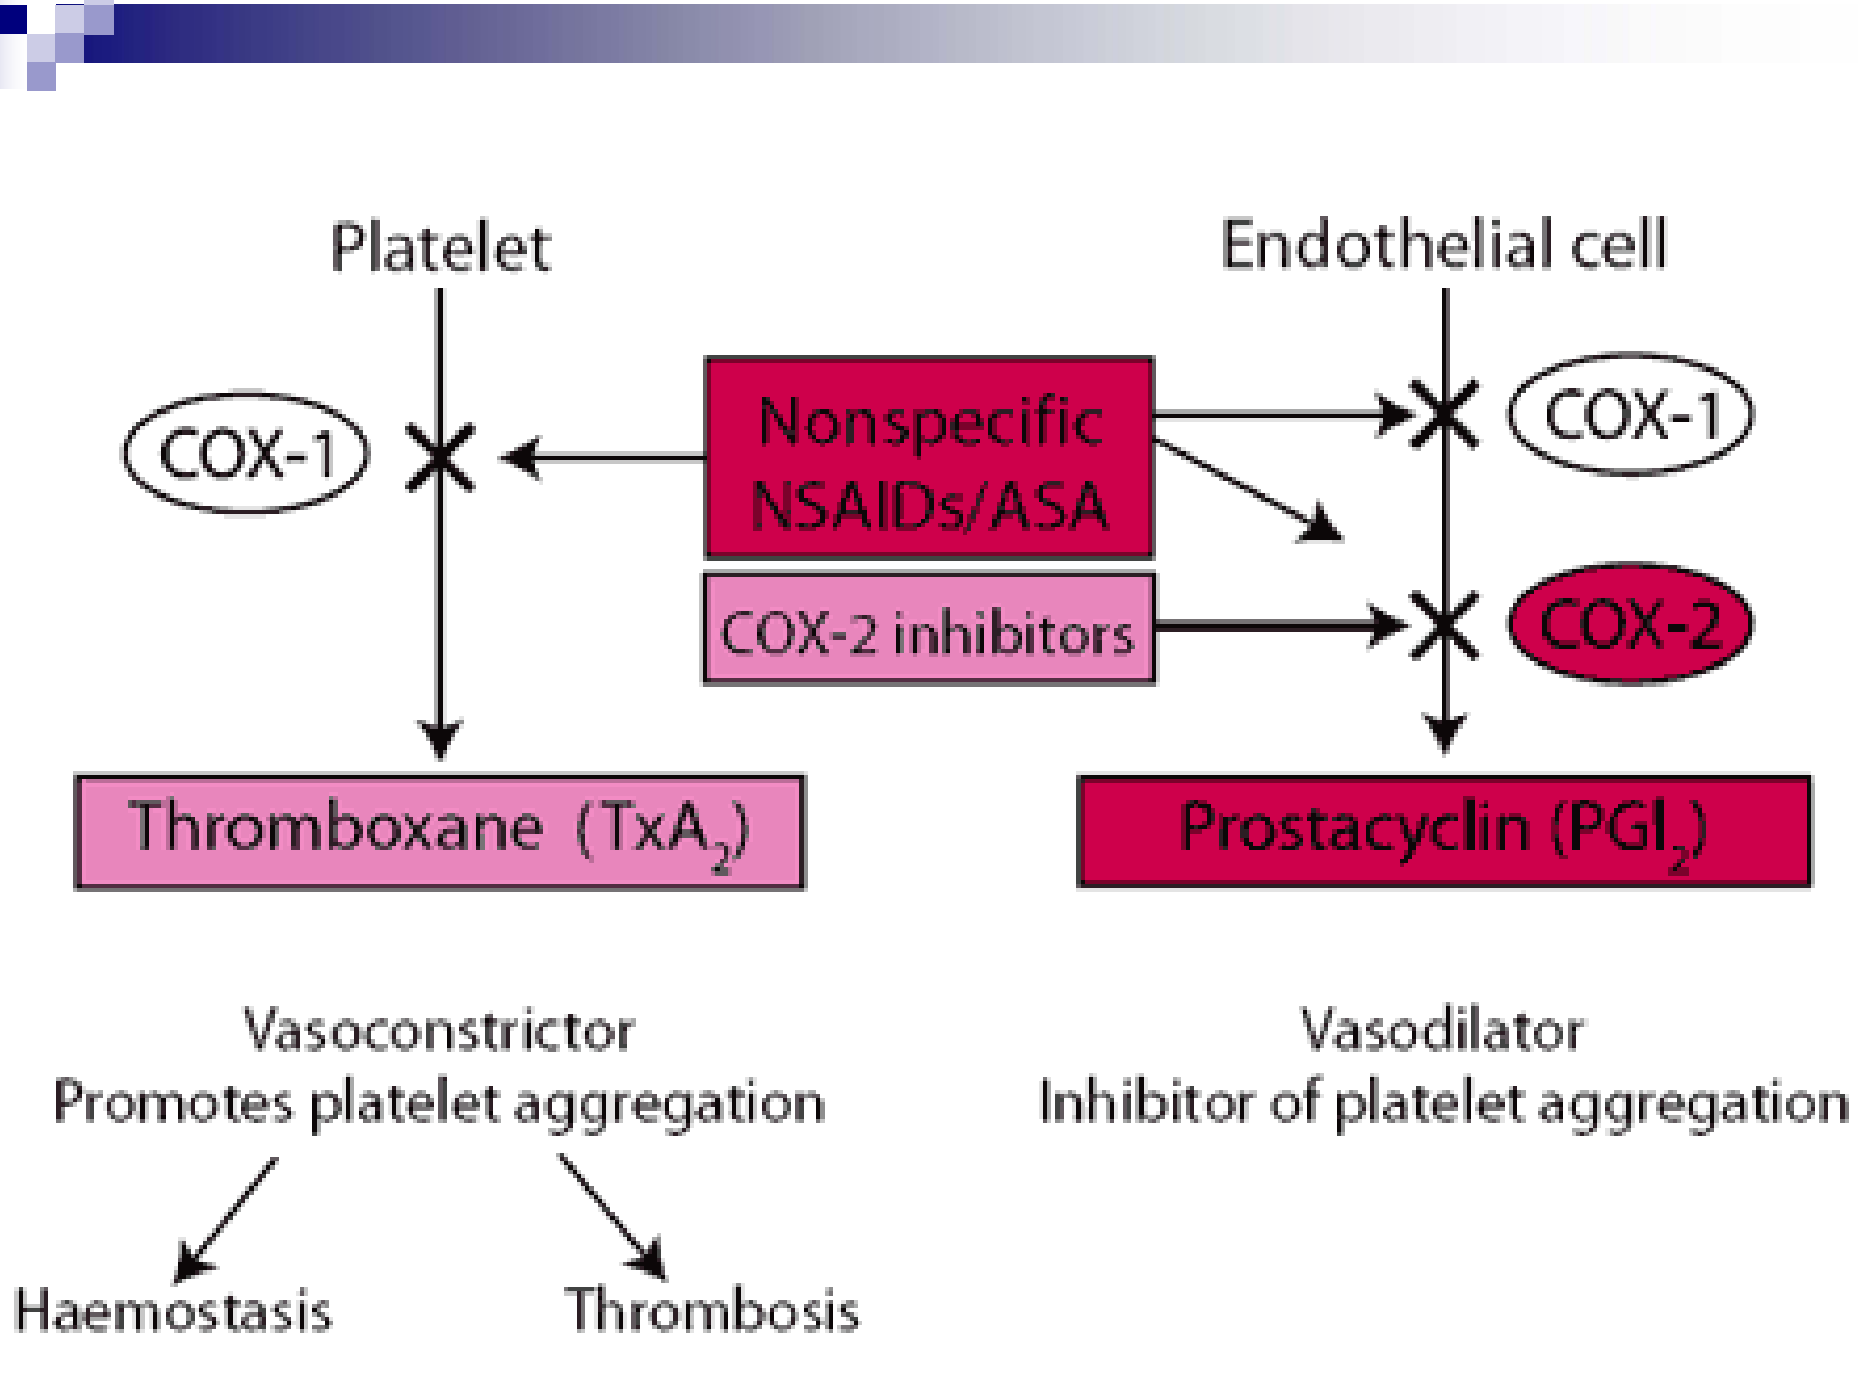 Platelet
Endothelial cell
COX-1
Nonspecific
NSAIDs/ASA
COX-1
COX-2 inhibitors
COX-2
Thromboxane (TxA₂)
Prostacyclin (PGI₂)
Vasoconstrictor
Promotes platelet aggregation
Vasodilator
Inhibitor of platelet aggregation
Haemostasis
Thrombosis